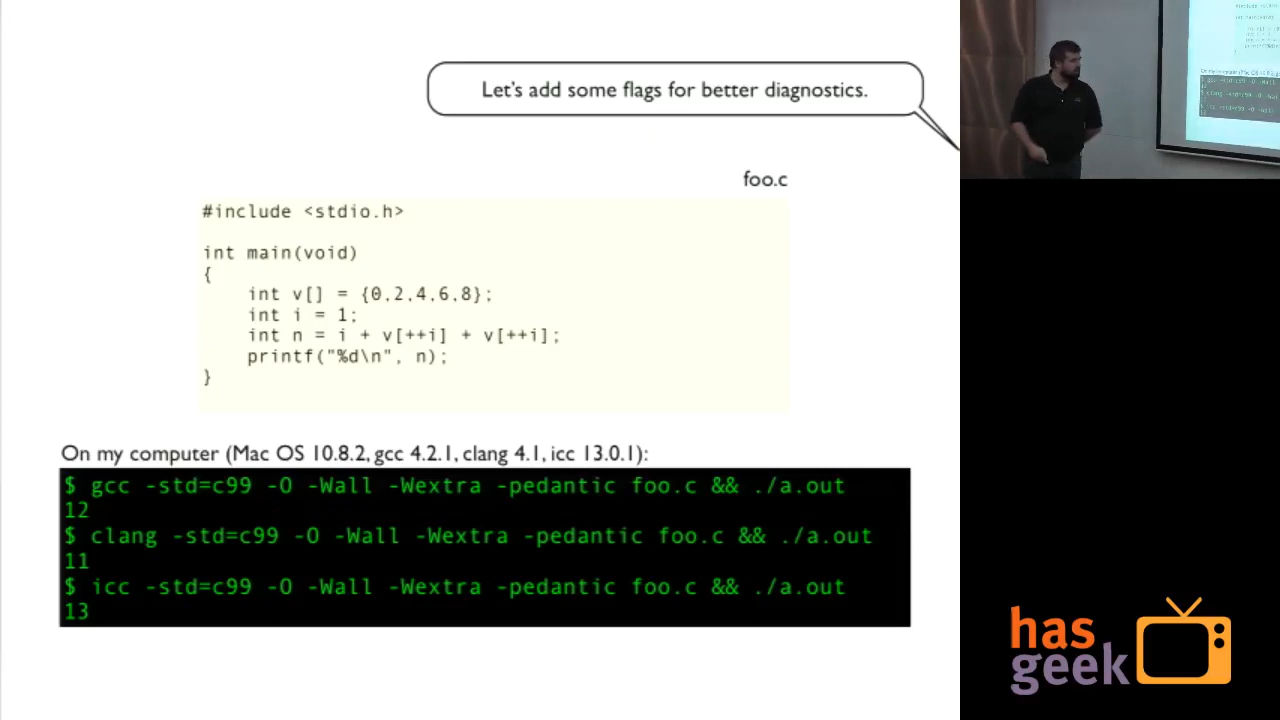 Let's add some flags for better diagnostics.
foo.c
#include <stdio.h>
int main(void)
{
int v[] = {0,2,4,6,8};
int i = 1;
int n = i + v[++i] + v[++i];
printf("%d\n", n);
}
On my computer (Mac OS 10.8.2, gcc 4.2.1, clang 4.1, icc 13.0.1):
$ gcc -std=c99 -O -Wall -Wextra -pedantic foo.c && ./a.out
12
$ clang -std=c99 -O -Wall -Wextra -pedantic foo.c && ./a.out
11
$ icc -std=c99 -O -Wall -Wextra -pedantic foo.c && ./a.out
13
has
geek